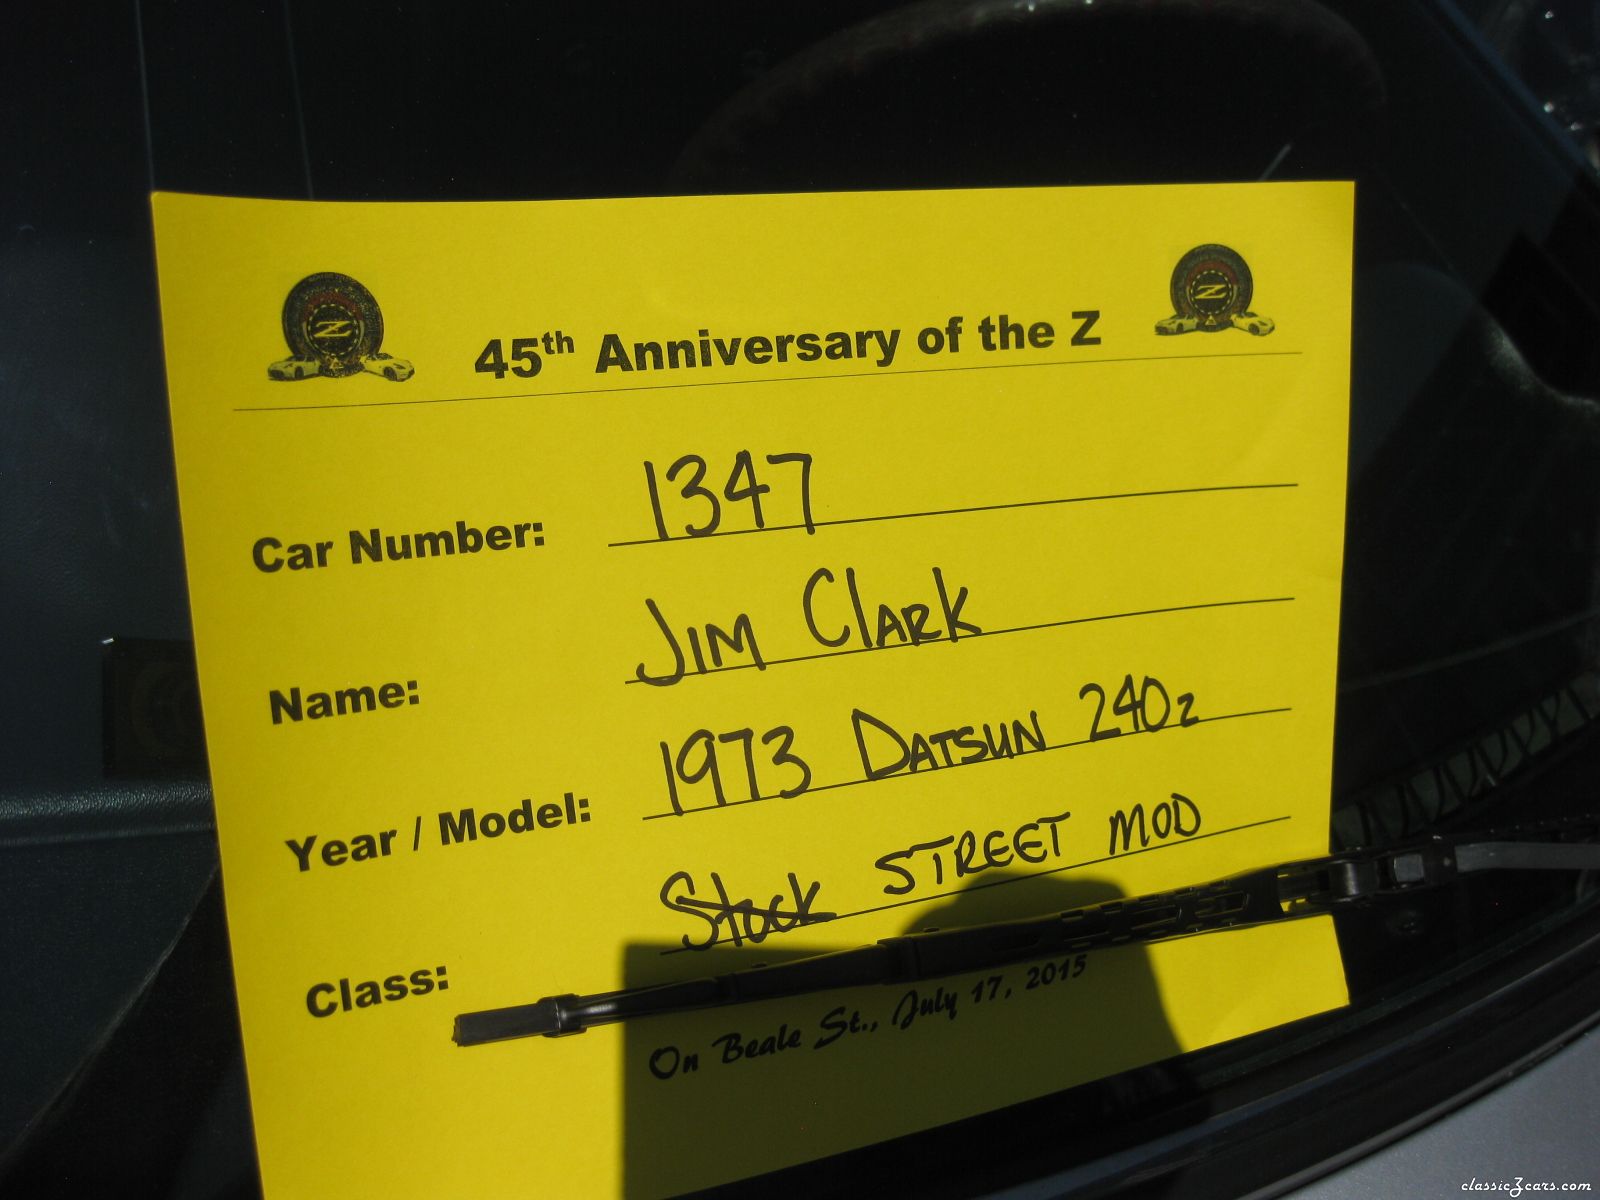 45th Anniversary of the Z
Car Number: 1347
Name: Jim Clark
Year / Model: 1973 Datsun 240z
Class: Stock STREET MOD
On Beale St., July 17, 2015
Z
Z
classicZcars.com